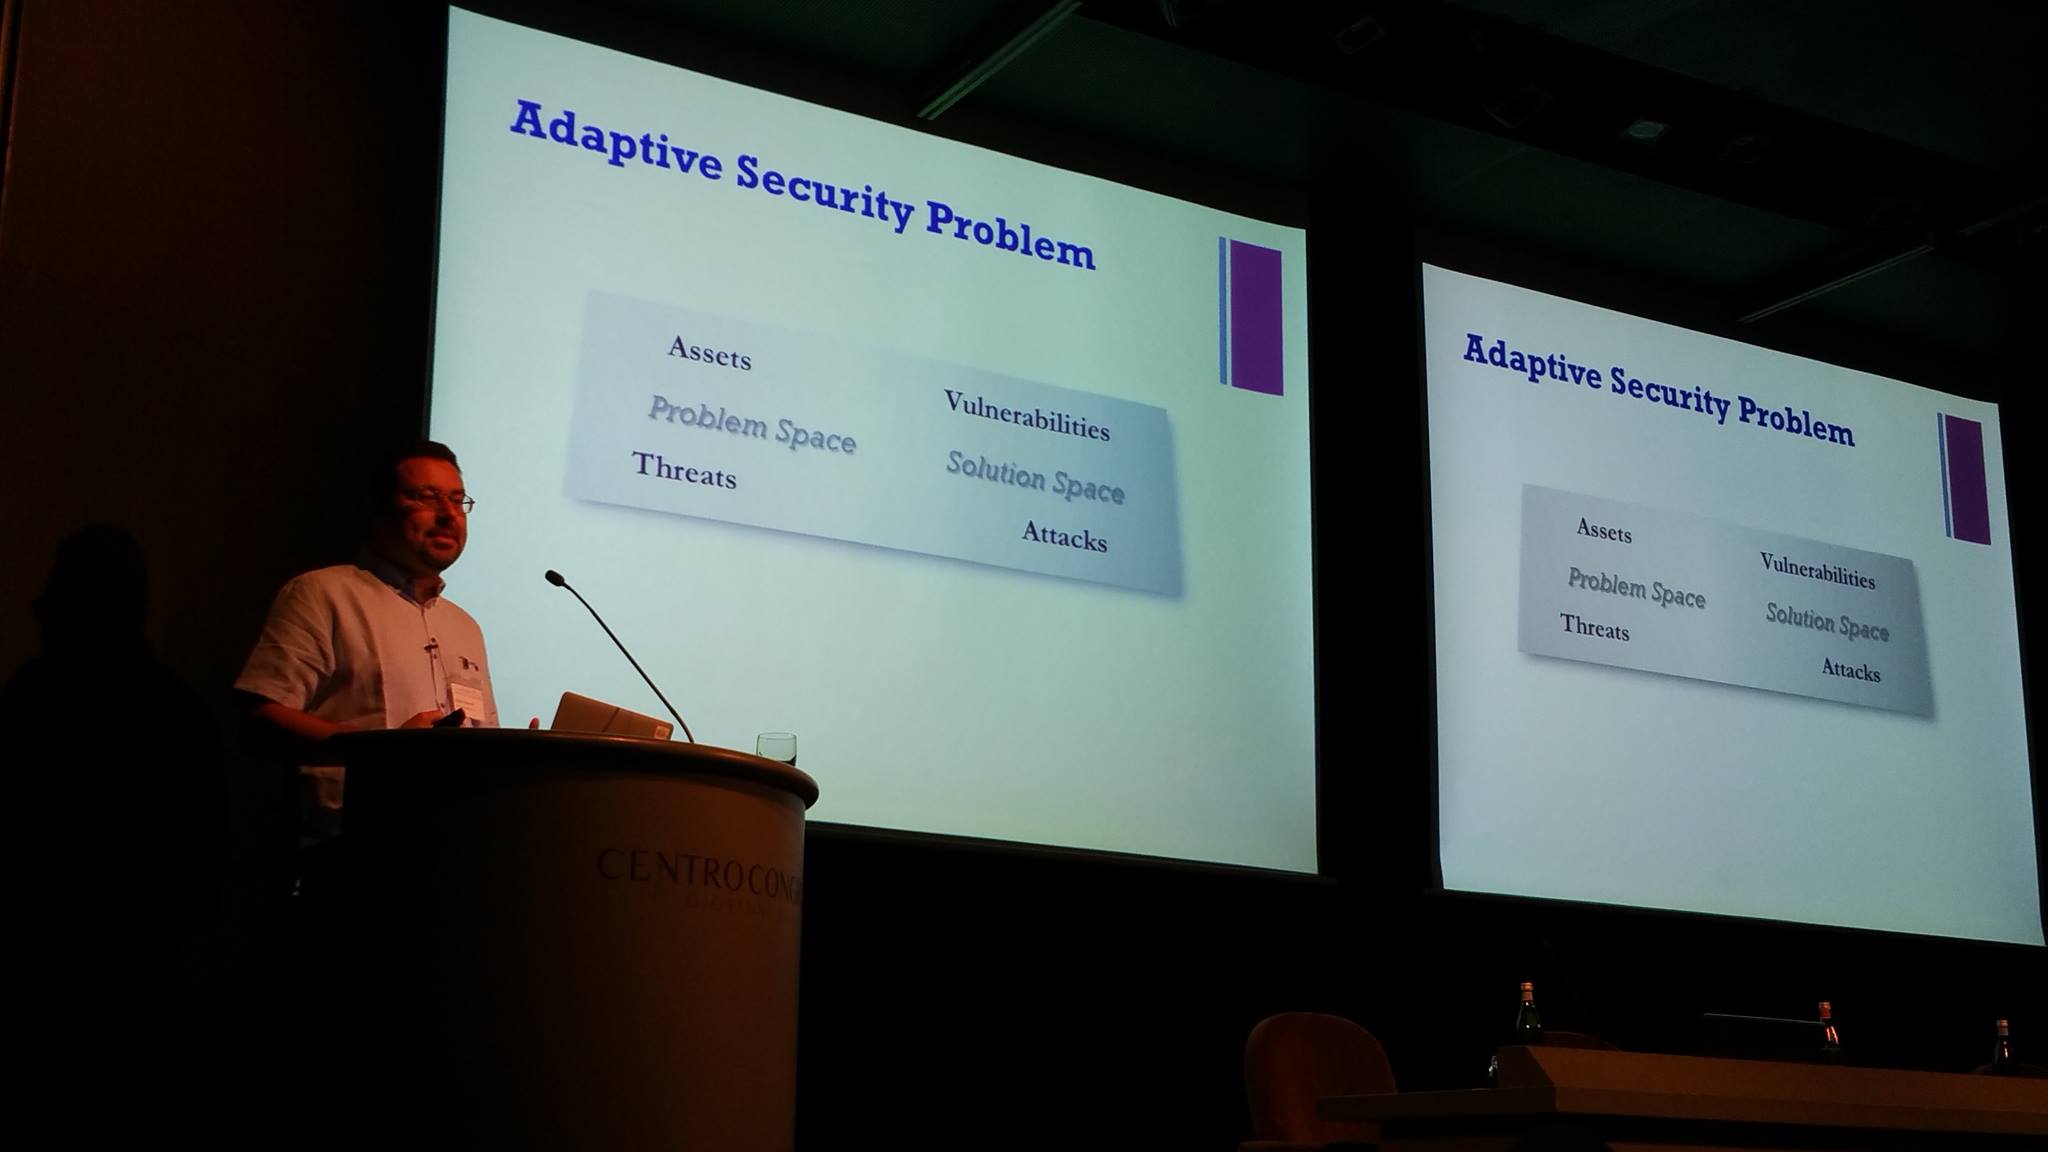 Adaptive Security Problem
Assets
Vulnerabilities
Problem Space
Solution Space
Threats
Attacks
Adaptive Security Problem
Assets
Vulnerabilities
Problem Space
Solution Space
Threats
Attacks
CENTROCONG